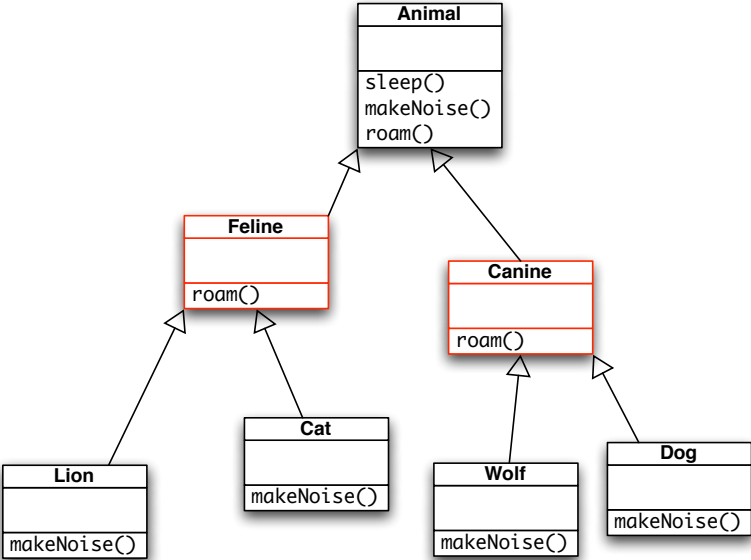 Animal
sleep()
makeNoise()
roam()
Feline
roam()
Canine
roam()
Cat
makeNoise()
Lion
makeNoise()
Wolf
makeNoise()
Dog
makeNoise()